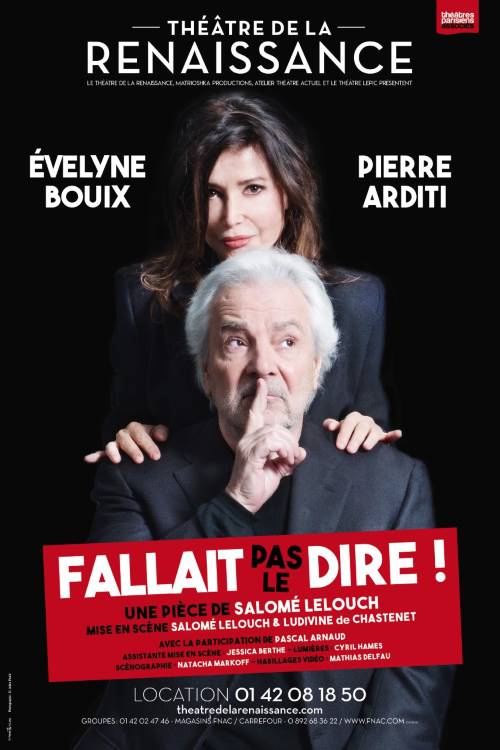 THÉÂTRE DE LA
RENAISSANCE
théâtres
parisiens
associés
LE THÉATRE DE LA RENAISSANCE, MATRIOSHKA PRODUCTIONS, ATELIER THÉATRE ACTUEL ET LE THÉATRE LEPIC PRÉSENTENT
ÉVELYNE
BOUIX
PIERRE
ARDITI
FALLAIT PAS LE DIRE !
UNE PIÈCE DE SALOMÉ LELOUCH
MISE EN SCÈNE SALOMÉ LELOUCH & LUDIVINE de CHASTENET
AVEC LA PARTICIPATION DE PASCAL ARNAUD
ASSISTANTE MISE EN SCÈNE - JESSICA BERTHE - LUMIÈRES - CYRIL HAMES
SCÉNOGRAPHIE - NATACHA MARKOFF - HABILLAGES VIDÉO - MATHIAS DELFAU
LOCATION 01 42 08 18 50
theatredelarenaissance.com
GROUPES : 01 42 02 47 46 - MAGASINS FNAC / CARREFOUR - 0 892 68 36 22 / WWW.FNAC.COM